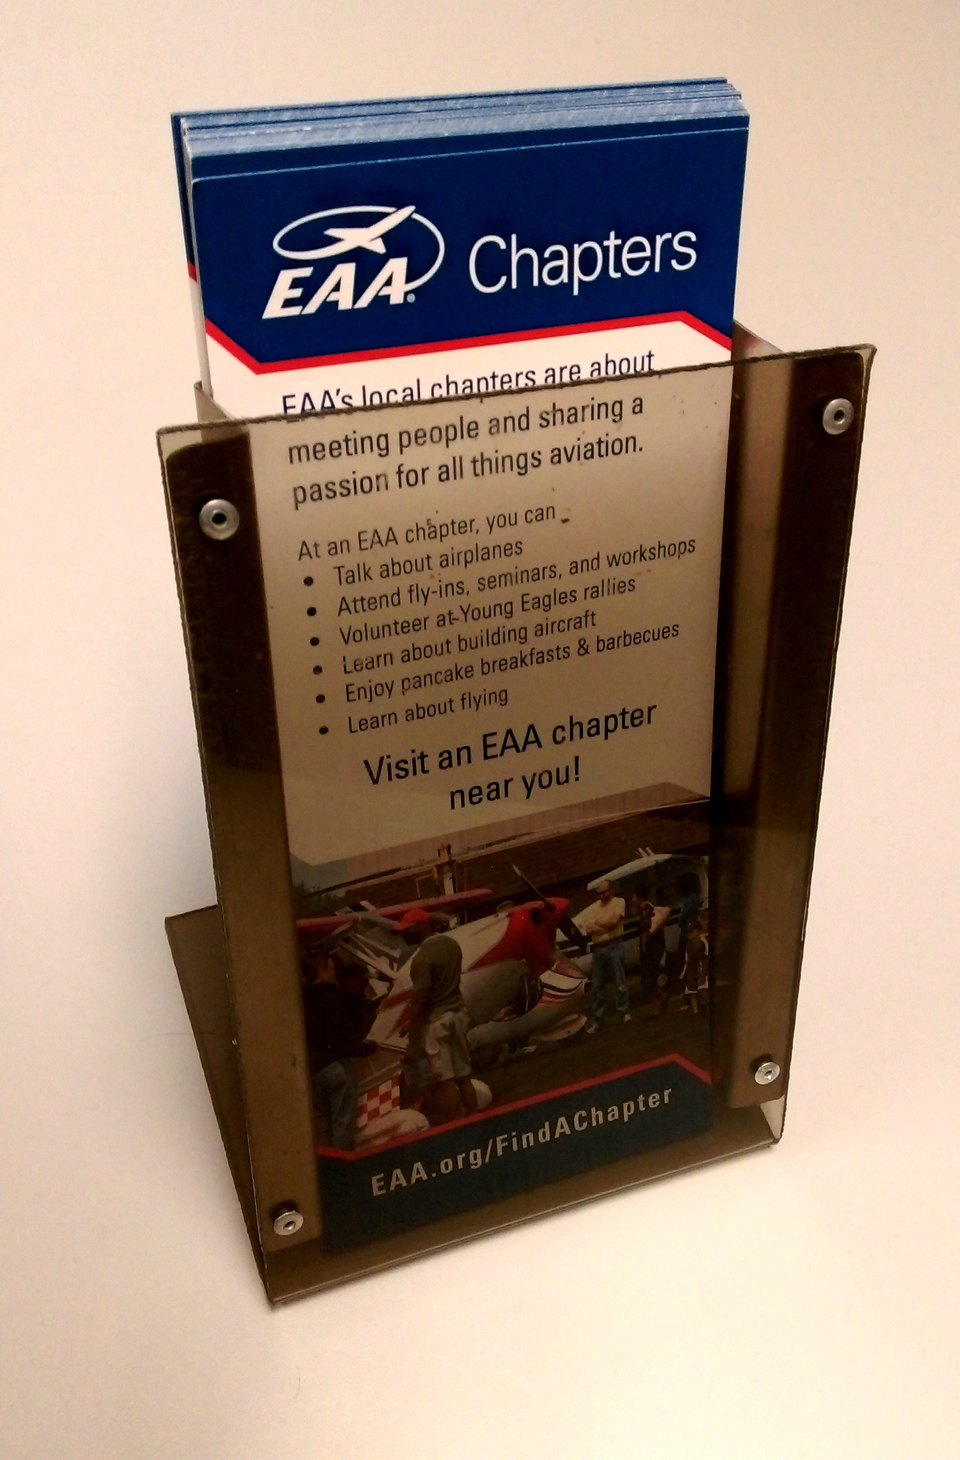 EAA® Chapters
EAA's local chapters are about
meeting people and sharing a
passion for all things aviation.
At an EAA chapter, you can
• Talk about airplanes
• Attend fly-ins, seminars, and workshops
• Volunteer at Young Eagles rallies
• Learn about building aircraft
• Enjoy pancake breakfasts & barbecues
• Learn about flying
Visit an EAA chapter
near you!
EAA.org/FindAChapter